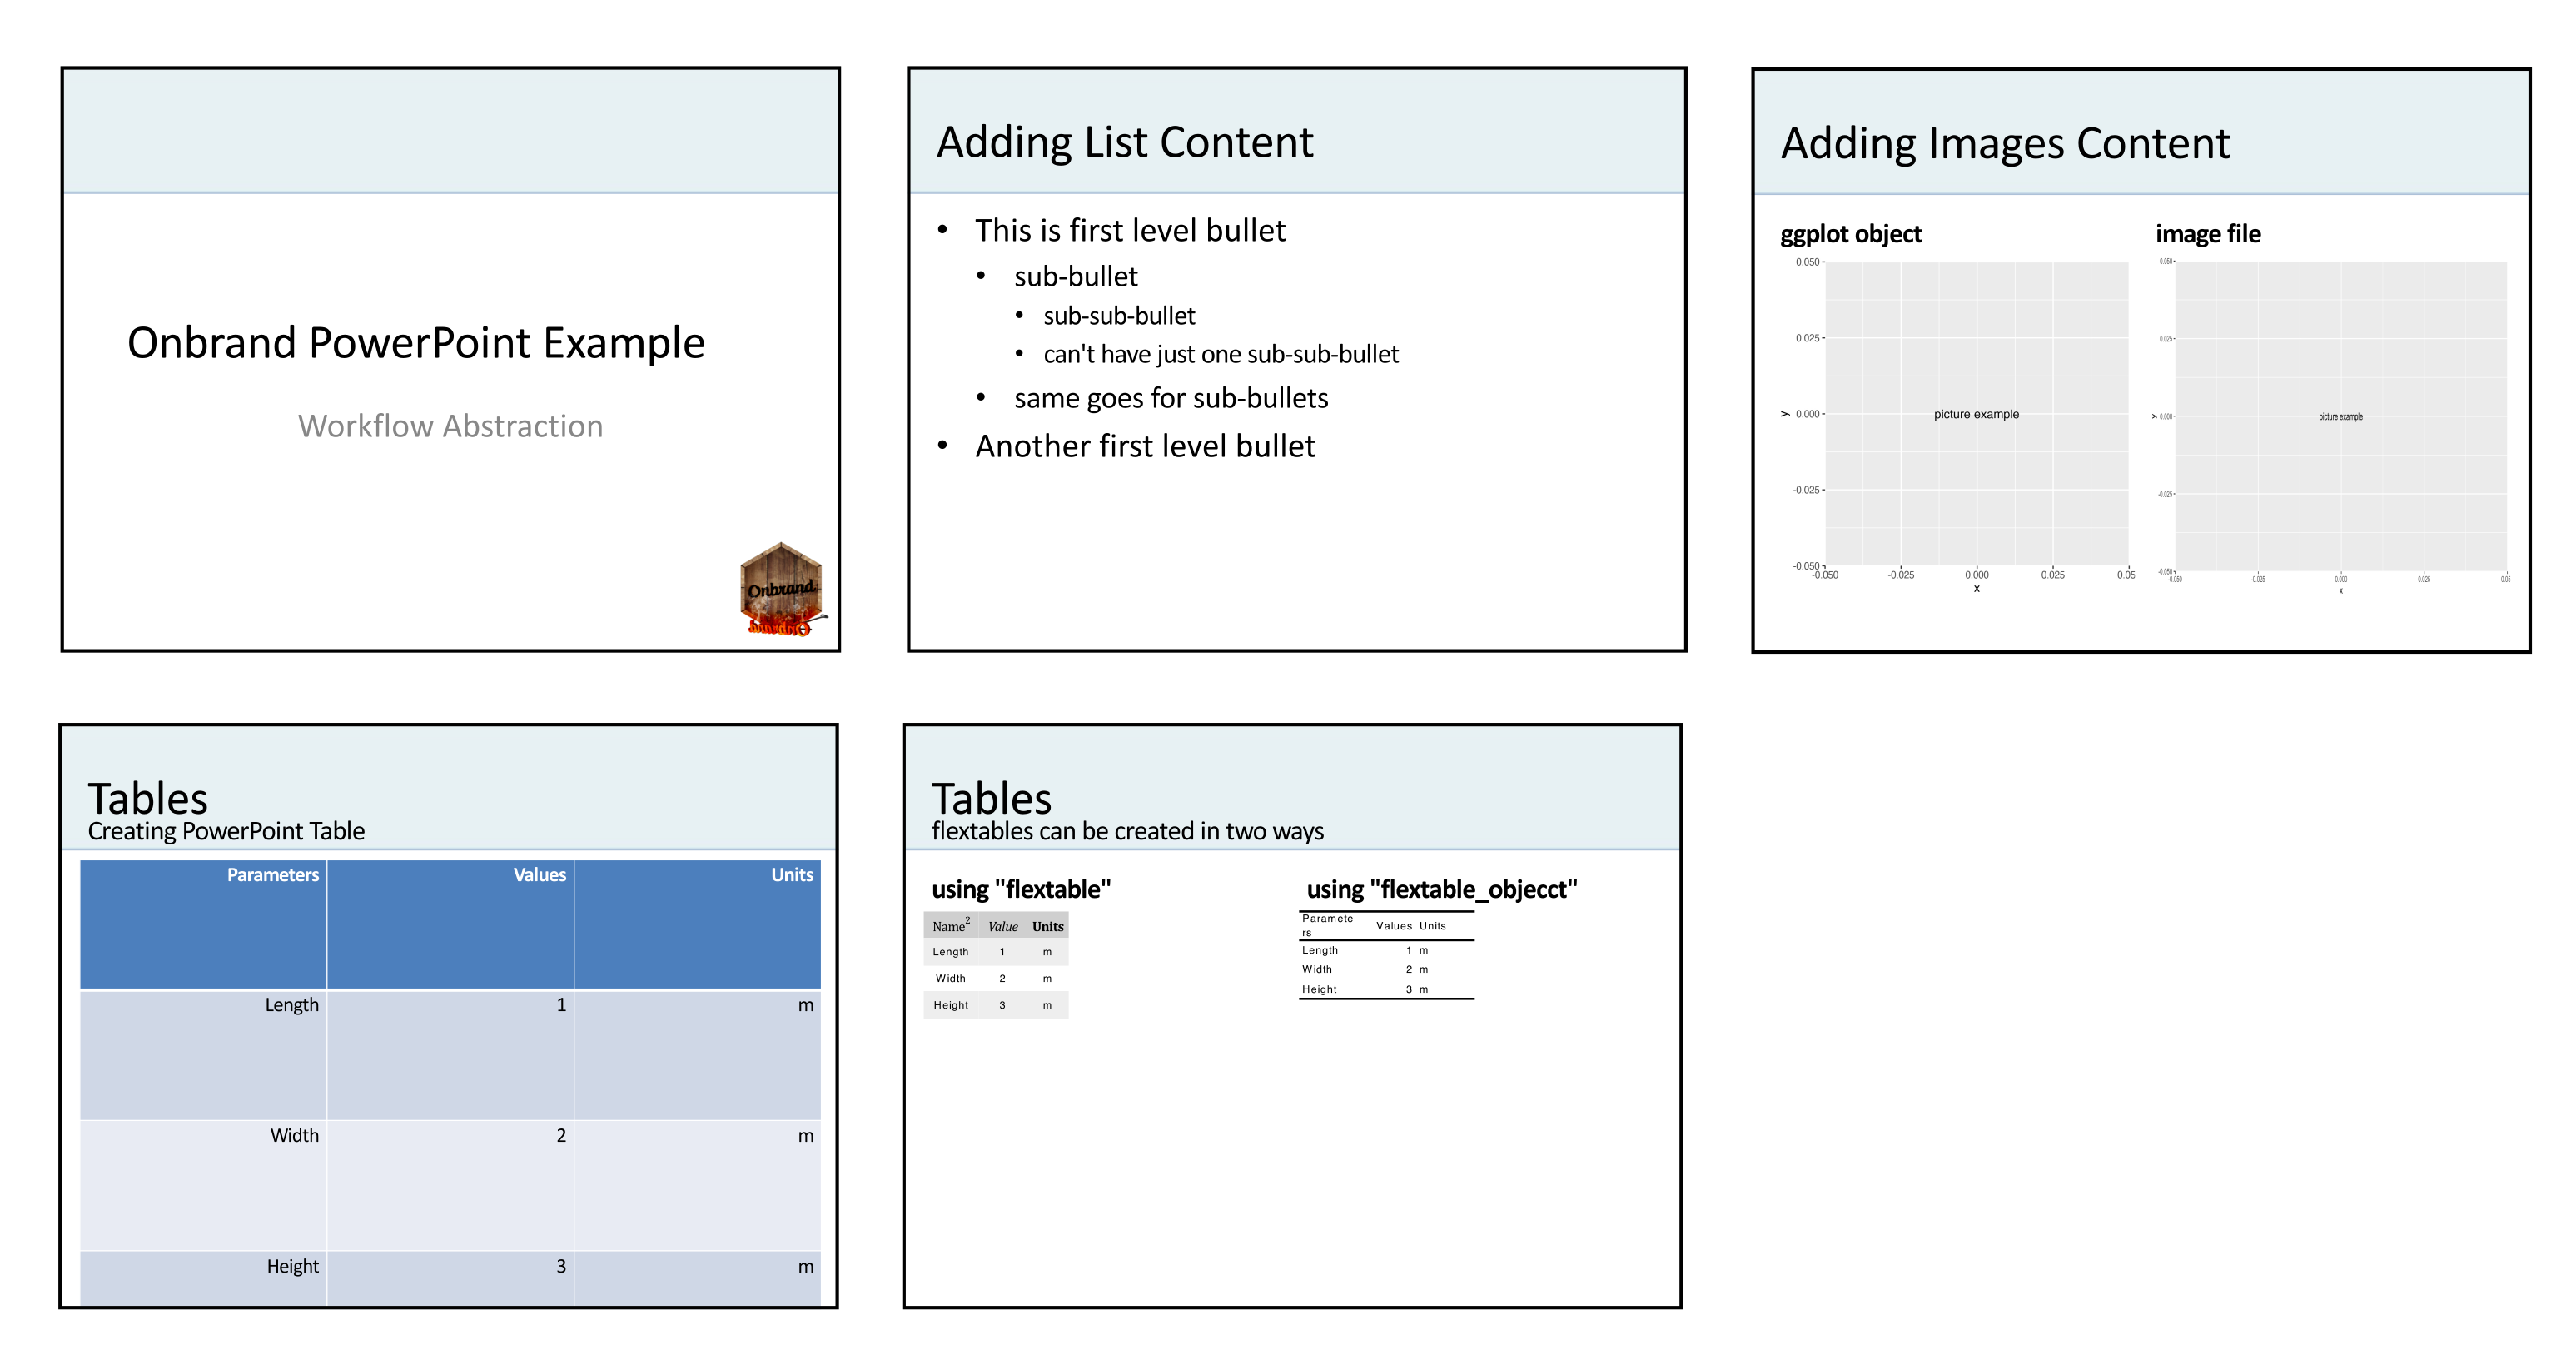 Onbrand PowerPoint Example
Workflow Abstraction
Onbrand
Onbrand
Adding List Content
• This is first level bullet
• sub-bullet
• sub-sub-bullet
• can't have just one sub-sub-bullet
• same goes for sub-bullets
• Another first level bullet
Adding Images Content
ggplot object
0.050
0.025
y 0.000
picture example
-0.025
-0.050
-0.050 -0.025 0.000 0.025 0.05
x
image file
0.050
0.025
y 0.000
picture example
-0.025
-0.050
-0.050 -0.025 0.000 0.025 0.05
x
Tables
Creating PowerPoint Table
Parameters Values Units
Length 1 m
Width 2 m
Height 3 m
Tables
flextables can be created in two ways
using "flextable"
Name2 Value Units
Length 1 m
Width 2 m
Height 3 m
using "flextable_objecct"
Paramete
rs Values Units
Length 1 m
Width 2 m
Height 3 m